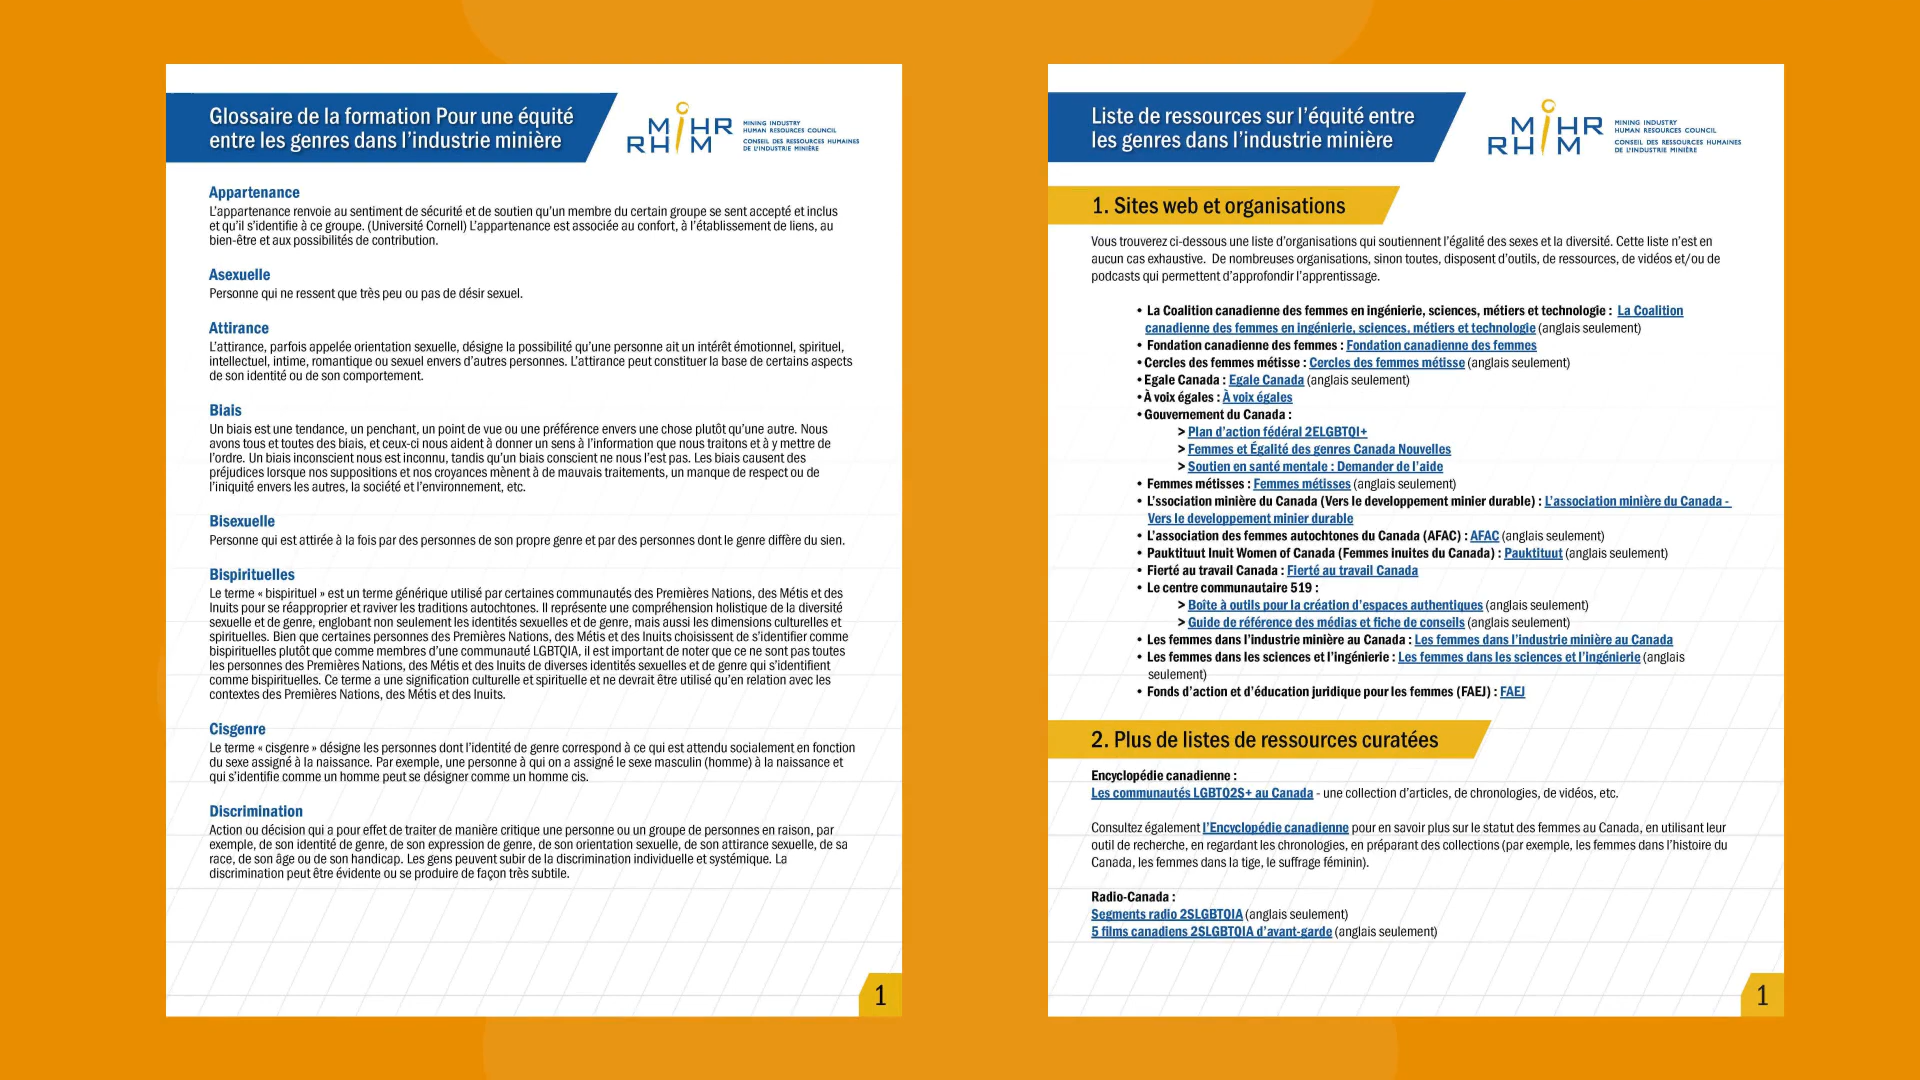 Glossaire de la formation Pour une équité
entre les genres dans l'industrie minière
MiHR
RHiM
MINING INDUSTRY
HUMAN RESOURCES COUNCIL
CONSEIL DES RESSOURCES HUMAINES
DE L'INDUSTRIE MINIÈRE
Appartenance
L'appartenance renvoie au sentiment de sécurité et de soutien qu'un membre du certain groupe se sent accepté et inclus
et qu'il s'identifie à ce groupe. (Université Cornell) L'appartenance est associée au confort, à l'établissement de liens, au
bien-être et aux possibilités de contribution.
Asexuelle
Personne qui ne ressent que très peu ou pas de désir sexuel.
Attirance
L'attirance, parfois appelée orientation sexuelle, désigne la possibilité qu'une personne ait un intérêt émotionnel, spirituel,
intellectuel, intime, romantique ou sexuel envers d'autres personnes. L'attirance peut constituer la base de certains aspects
de son identité ou de son comportement.
Biais
Un biais est une tendance, un penchant, un point de vue ou une préférence envers une chose plutôt qu'une autre. Nous
avons tous et toutes des biais, et ceux-ci nous aident à donner un sens à l'information que nous traitons et à y mettre de
l'ordre. Un biais inconscient nous est inconnu, tandis qu'un biais conscient ne nous l'est pas. Les biais causent des
préjudices lorsque nos suppositions et nos croyances mènent à de mauvais traitements, un manque de respect ou de
l'iniquité envers les autres, la société et l'environnement, etc.
Bisexuelle
Personne qui est attirée à la fois par des personnes de son propre genre et par des personnes dont le genre diffère du sien.
Bispirituelles
Le terme « bispirituel » est un terme générique utilisé par certaines communautés des Premières Nations, des Métis et des
Inuits pour se réapproprier et raviver les traditions autochtones. Il représente une compréhension holistique de la diversité
sexuelle et de genre, englobant non seulement les identités sexuelles et de genre, mais aussi les dimensions culturelles et
spirituelles. Bien que certaines personnes des Premières Nations, des Métis et des Inuits choisissent de s'identifier comme
bispirituelles plutôt que comme membres d'une communauté LGBTQIA, il est important de noter que ce ne sont pas toutes
les personnes des Premières Nations, des Métis et des Inuits de diverses identités sexuelles et de genre qui s'identifient
comme bispirituelles. Ce terme a une signification culturelle et spirituelle et ne devrait être utilisé qu'en relation avec les
contextes des Premières Nations, des Métis et des Inuits.
Cisgenre
Le terme « cisgenre » désigne les personnes dont l'identité de genre correspond à ce qui est attendu socialement en fonction
du sexe assigné à la naissance. Par exemple, une personne à qui on a assigné le sexe masculin (homme) à la naissance et
qui s'identifie comme un homme peut se désigner comme un homme cis.
Discrimination
Action ou décision qui a pour effet de traiter de manière critique une personne ou un groupe de personnes en raison, par
exemple, de son identité de genre, de son expression de genre, de son orientation sexuelle, de son attirance sexuelle, de sa
race, de son âge ou de son handicap. Les gens peuvent subir de la discrimination individuelle et systémique. La
discrimination peut être évidente ou se produire de façon très subtile.
1
Liste de ressources sur l'équité entre
les genres dans l'industrie minière
MiHR
RHiM
MINING INDUSTRY
HUMAN RESOURCES COUNCIL
CONSEIL DES RESSOURCES HUMAINES
DE L'INDUSTRIE MINIÈRE
1. Sites web et organisations
Vous trouverez ci-dessous une liste d'organisations qui soutiennent l'égalité des sexes et la diversité. Cette liste n'est en
aucun cas exhaustive. De nombreuses organisations, sinon toutes, disposent d'outils, de ressources, de vidéos et/ou de
podcasts qui permettent d'approfondir l'apprentissage.
• La Coalition canadienne des femmes en ingénierie, sciences, métiers et technologie : La Coalition
canadienne des femmes en ingénierie, sciences, métiers et technologie (anglais seulement)
• Fondation canadienne des femmes : Fondation canadienne des femmes
• Cercles des femmes métisse : Cercles des femmes métisse (anglais seulement)
• Egale Canada : Egale Canada (anglais seulement)
• À voix égales : À voix égales
• Gouvernement du Canada :
> Plan d'action fédéral 2ELGBTQI+
> Femmes et Égalité des genres Canada Nouvelles
> Soutien en santé mentale : Demander de l'aide
• Femmes métisses : Femmes métisses (anglais seulement)
• L'ssociation minière du Canada (Vers le developpement minier durable) : L'association minière du Canada -
Vers le developpement minier durable
• L'association des femmes autochtones du Canada (AFAC) : AFAC (anglais seulement)
• Pauktituut Inuit Women of Canada (Femmes inuites du Canada) : Pauktituut (anglais seulement)
• Fierté au travail Canada : Fierté au travail Canada
• Le centre communautaire 519 :
> Boîte à outils pour la création d'espaces authentiques (anglais seulement)
> Guide de référence des médias et fiche de conseils (anglais seulement)
• Les femmes dans l'industrie minière au Canada : Les femmes dans l'industrie minière au Canada
• Les femmes dans les sciences et l'ingénierie : Les femmes dans les sciences et l'ingénierie (anglais
seulement)
• Fonds d'action et d'éducation juridique pour les femmes (FAEJ) : FAEJ
2. Plus de listes de ressources curatées
Encyclopédie canadienne :
Les communautés LGBTQ2S+ au Canada - une collection d'articles, de chronologies, de vidéos, etc.
Consultez également l'Encyclopédie canadienne pour en savoir plus sur le statut des femmes au Canada, en utilisant leur
outil de recherche, en regardant les chronologies, en préparant des collections (par exemple, les femmes dans l'histoire du
Canada, les femmes dans la tige, le suffrage féminin).
Radio-Canada :
Segments radio 2SLGBTQIA (anglais seulement)
5 films canadiens 2SLGBTQIA d'avant-garde (anglais seulement)
1